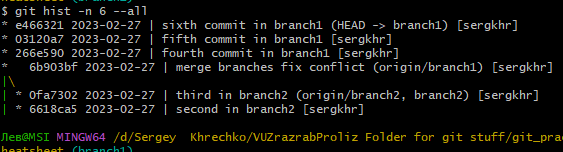 $ git hist -n 6 --all
* e466321 2023-02-27 | sixth commit in branch1 (HEAD -> branch1) [sergkhr]
* 03120a7 2023-02-27 | fifth commit in branch1 [sergkhr]
* 266e590 2023-02-27 | fourth commit in branch1 [sergkhr]
*   6b903bf 2023-02-27 | merge branches fix conflict (origin/branch1) [sergkhr]
|\
| * 0fa7302 2023-02-27 | third in branch2 (origin/branch2, branch2) [sergkhr]
| * 6618ca5 2023-02-27 | second in branch2 [sergkhr]
Лев@MSI MINGW64 /d/Sergey  Khrechko/VUZrazrabProliz Folder for git stuff/git_prac
heatsheet (branch1)